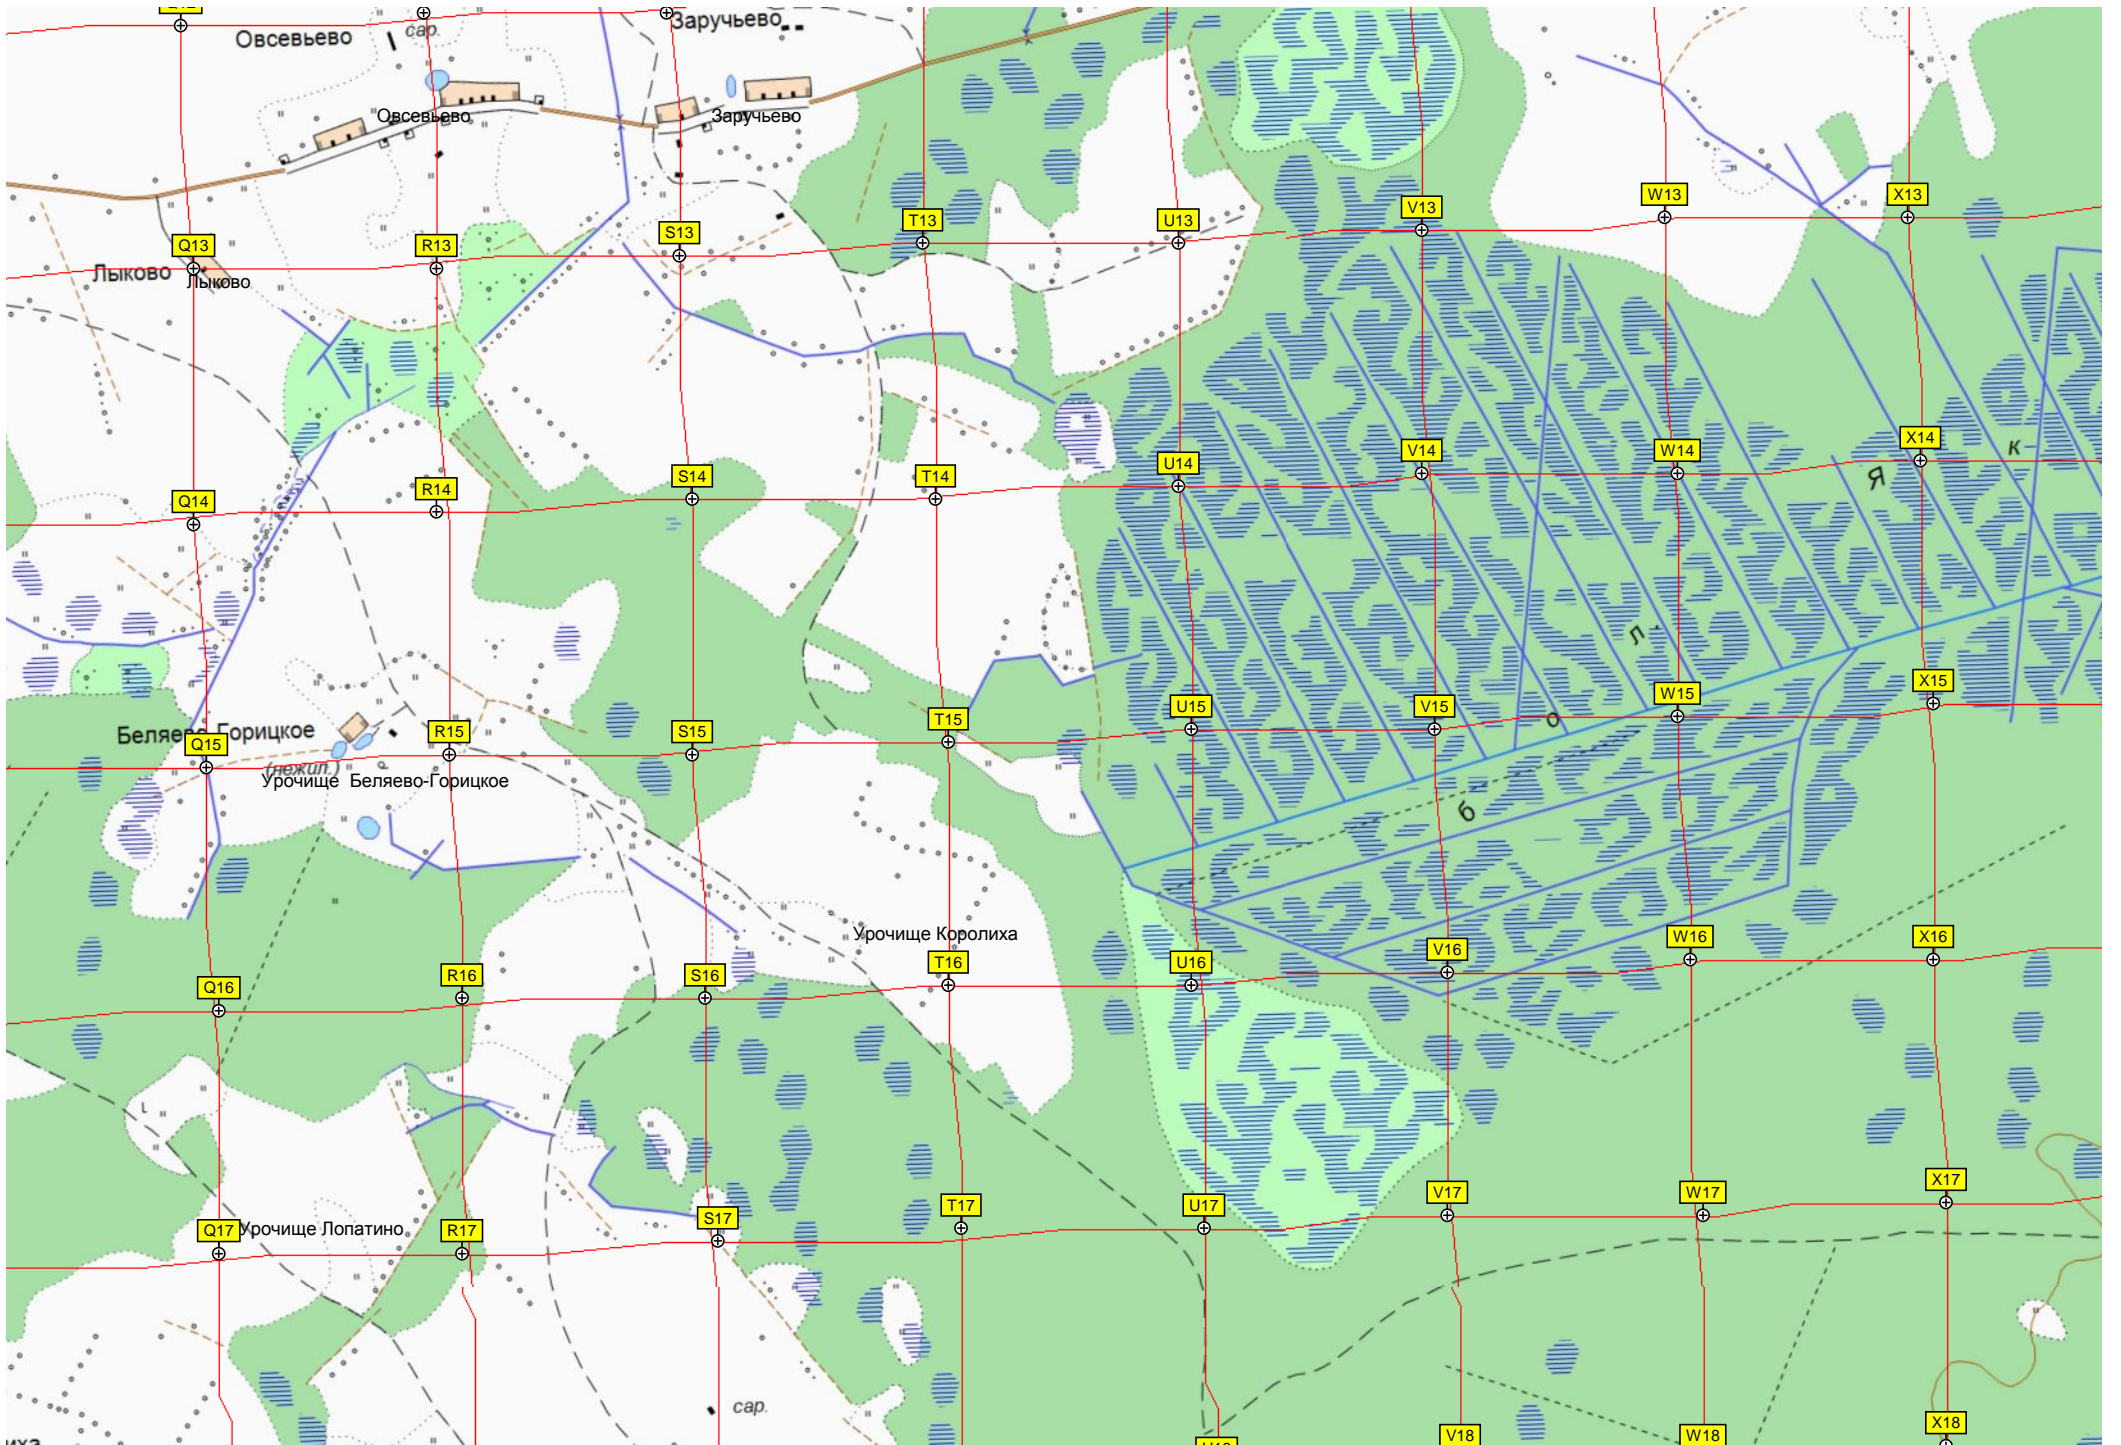 Овсевьево
сар.
Заручьево
Овсевьево
Заручьево
Q13
R13
S13
T13
U13
V13
W13
X13
Лыково
Лыково
Q14
R14
S14
T14
U14
V14
W14
X14
Я
к
л
о
б
Беляево-Горицкое
(нежил.)
Q15
R15
S15
T15
U15
V15
W15
X15
Урочище Беляево-Горицкое
Урочище Королиха
Q16
R16
S16
T16
U16
V16
W16
X16
Q17
R17
S17
T17
U17
V17
W17
X17
Урочище Лопатино
сар.
V18
W18
X18